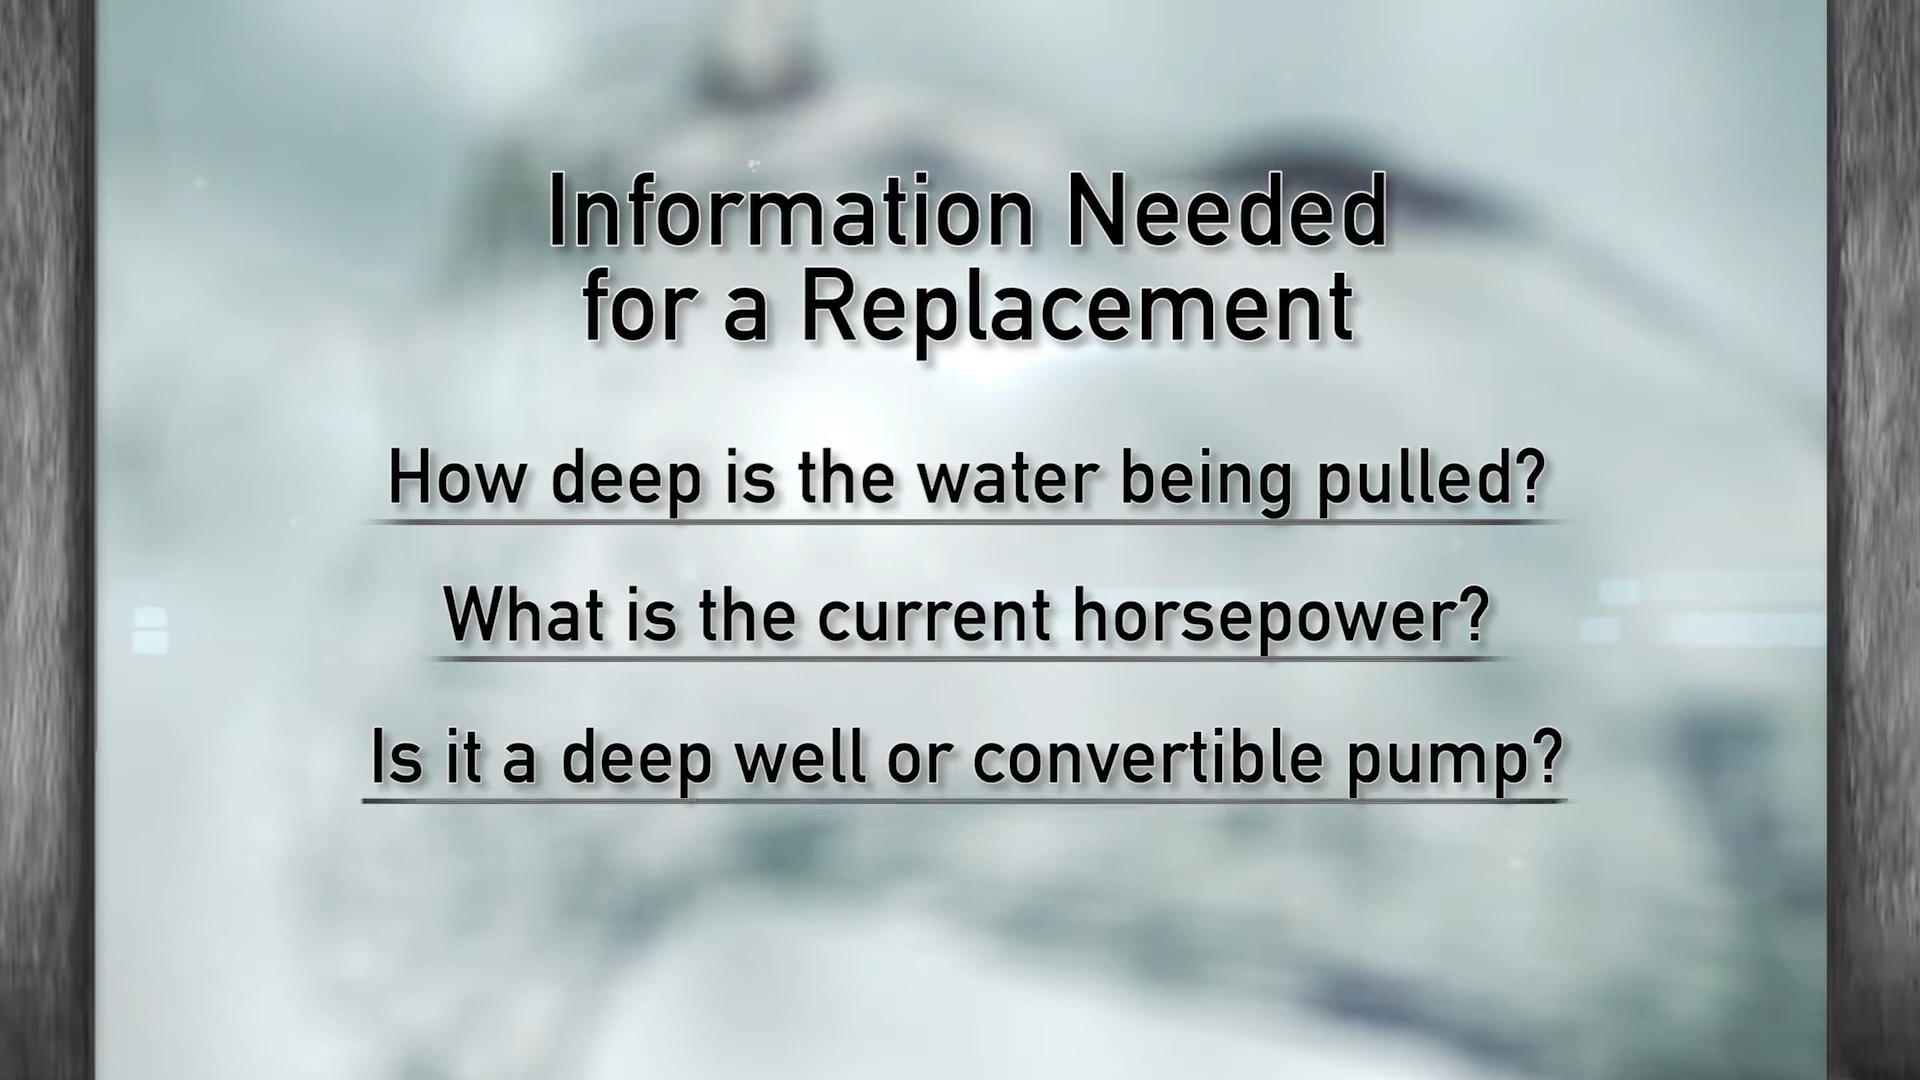 Information Needed
for a Replacement
How deep is the water being pulled?
What is the current horsepower?
Is it a deep well or convertible pump?